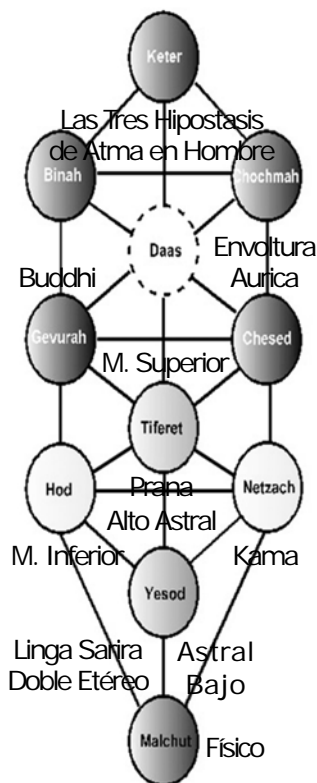 Keter
Las Tres Hipostasis
de Atma en Hombre
Binah
Chochmah
Daas
Envoltura
Aurica
Buddhi
Gevurah
Chesed
M. Superior
Tiferet
Hod
Prana
Netzach
Alto Astral
M. Inferior
Kama
Yesod
Linga Sarira
Doble Etéreo
Astral
Bajo
Malchut
Físico